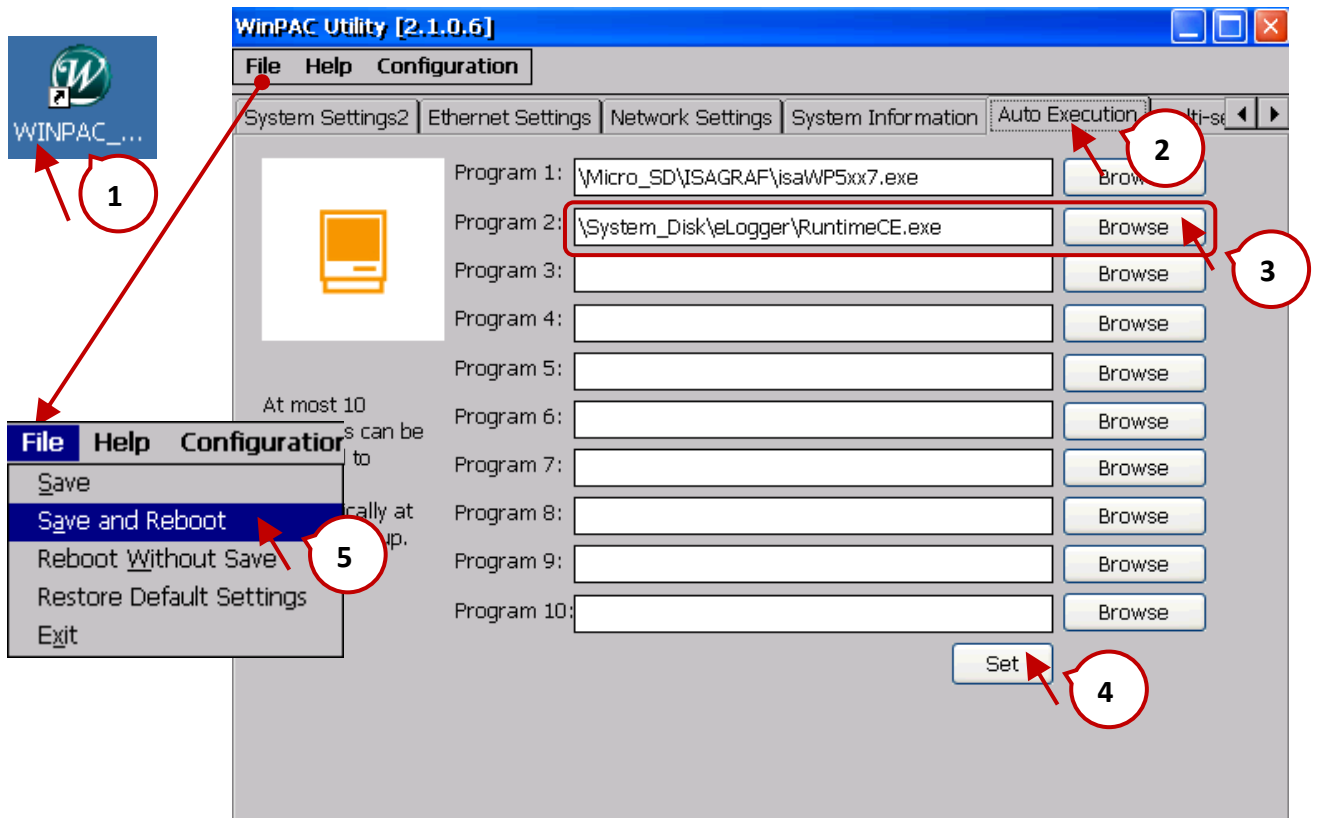 WinPAC Utility [2.1.0.6]
File Help Configuration
WINPAC_...
1
System Settings2 Ethernet Settings Network Settings System Information Auto Execution
2
Program 1: \Micro_SD\ISAGRAF\isaWP5xx7.exe
Program 2: \System_Disk\eLogger\RuntimeCE.exe Browse
3
Program 3: Browse
Program 4: Browse
Program 5: Browse
At most 10
Program 6: Browse
can be
to
Program 7: Browse
Program 8: Browse
at
Program 9: Browse
Program 10: Browse
Set
4
File Help
Save
Save and Reboot
5
Reboot Without Save
Restore Default Settings
Exit